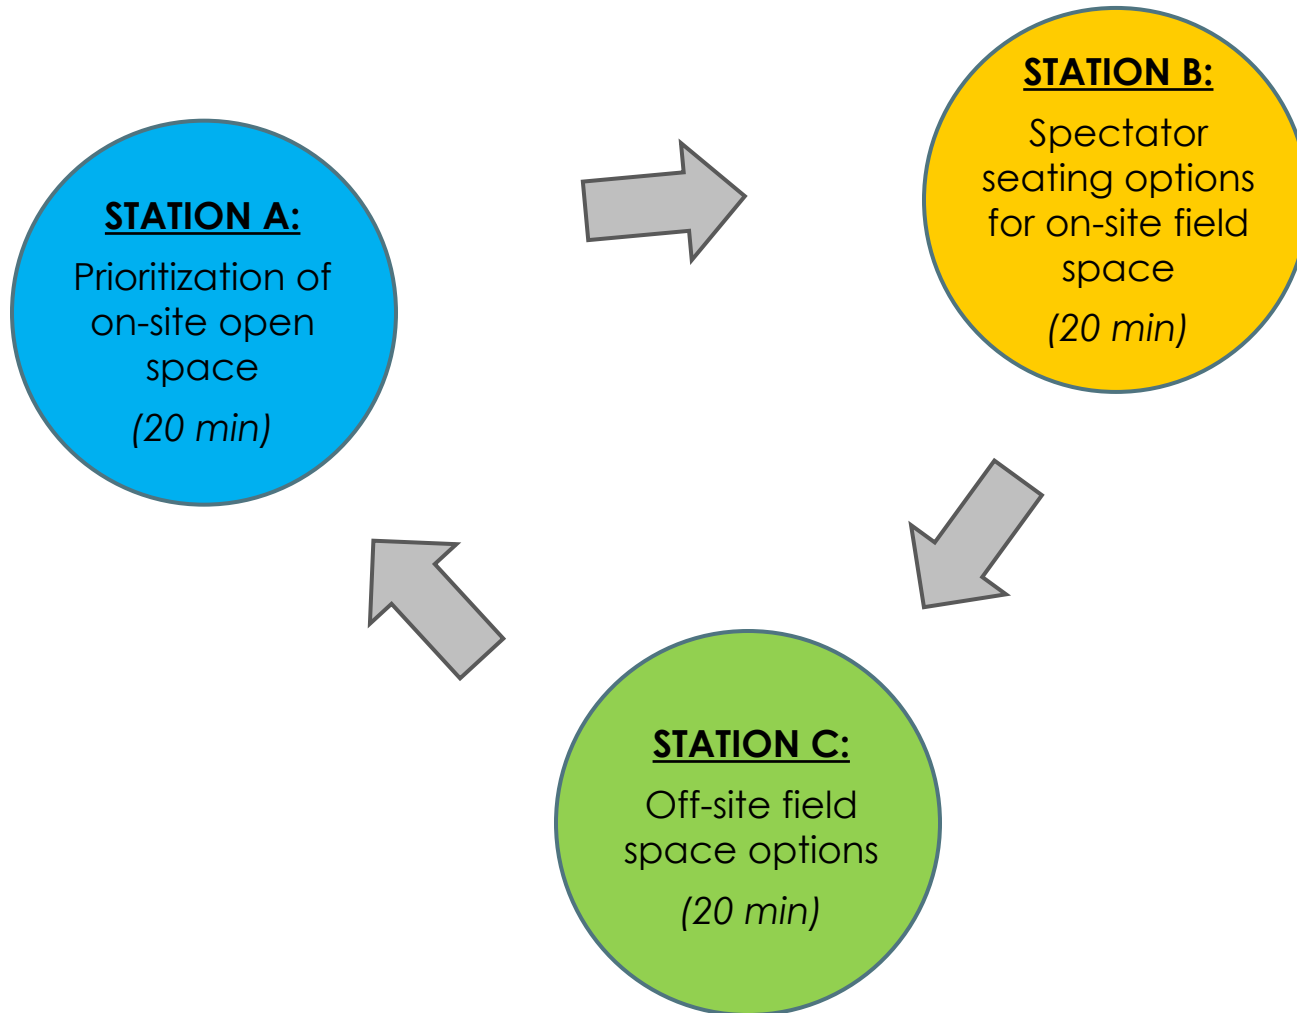 STATION A:
Prioritization of
on-site open
space
(20 min)
STATION B:
Spectator
seating options
for on-site field
space
(20 min)
STATION C:
Off-site field
space options
(20 min)